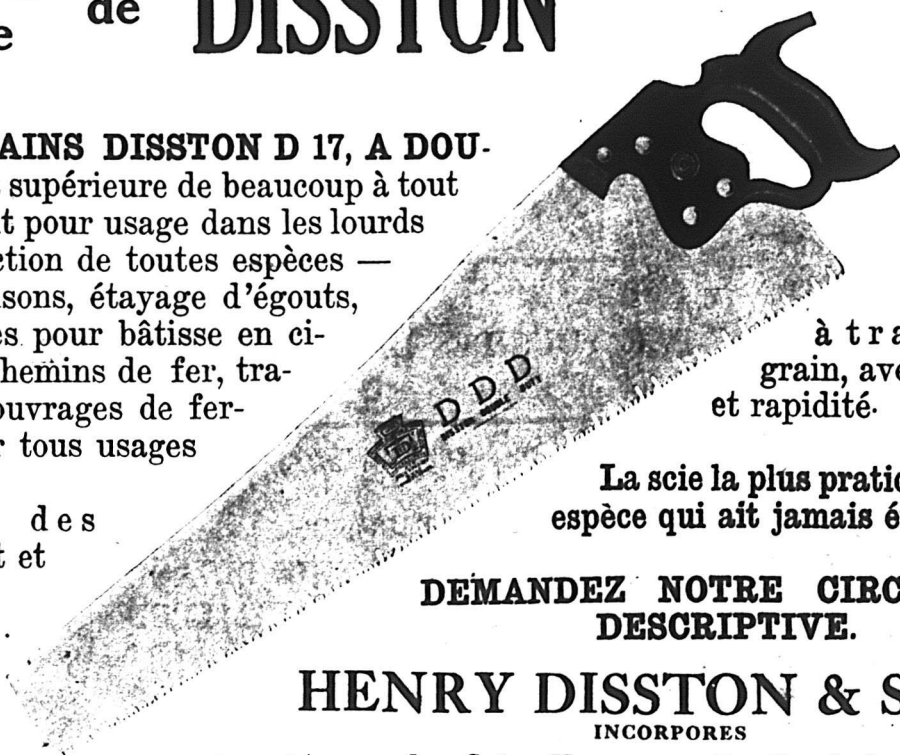 de
e
DISSTON
AINS DISSTON D 17, A DOU-
supérieure de beaucoup à tout
t pour usage dans les lourds
ction de toutes espèces —
sons, étayage d'égouts,
es pour bâtisse en ci-
hemins de fer, tra-
ouvrages de fer-
r tous usages
des
t et
D D D
à tra
grain, ave
et rapidité.
La scie la plus pratic
espèce qui ait jamais é
DEMANDEZ NOTRE CIRC
DESCRIPTIVE.
HENRY DISSTON & S
INCORPORES